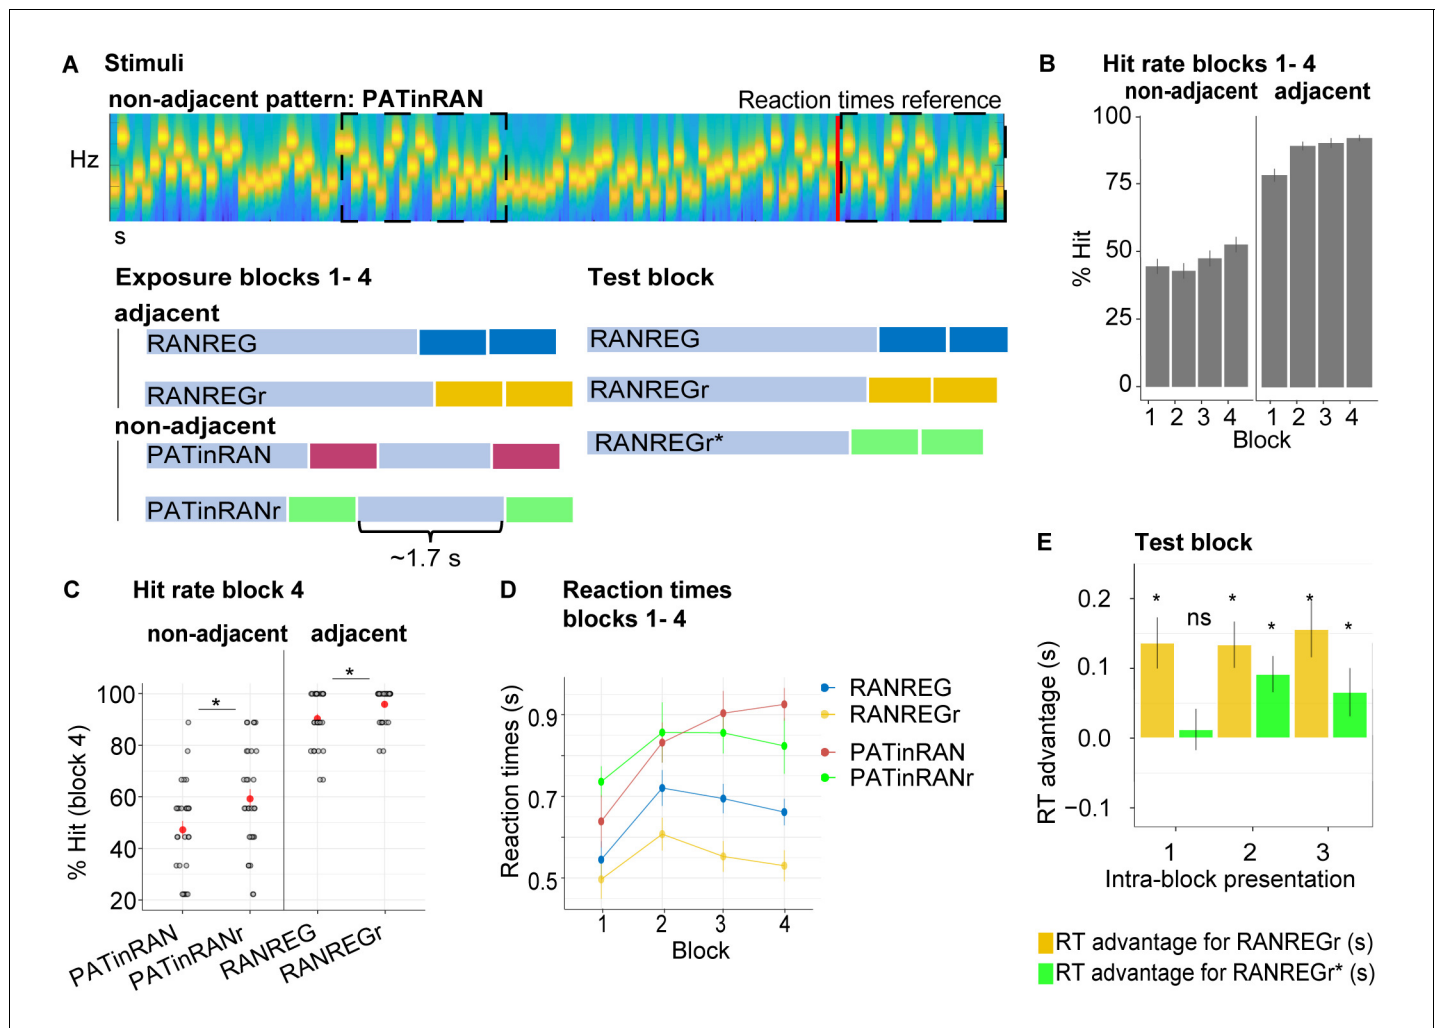 A Stimuli
non-adjacent pattern: PATinRAN
Reaction times reference
Hz
s
Exposure blocks 1- 4
adjacent
RANREG
RANREGr
non-adjacent
PATinRAN
PATinRANr
~1.7 s
Test block
RANREG
RANREGr
RANREGr*
B Hit rate blocks 1- 4
non-adjacent adjacent
% Hit
100
75
50
25
0
1 2 3 4 1 2 3 4
Block
C Hit rate block 4
non-adjacent adjacent
% Hit (block 4)
100
80
60
40
20
* *
PATinRAN
PATinRANr
RANREG
RANREGr
D Reaction times
blocks 1- 4
Reaction times (s)
0.9
0.7
0.5
1 2 3 4
Block
RANREG
RANREGr
PATinRAN
PATinRANr
E Test block
RT advantage (s)
0.2
0.1
0.0
−0.1
* ns * * * *
1 2 3
Intra-block presentation
RT advantage for RANREGr (s)
RT advantage for RANREGr* (s)